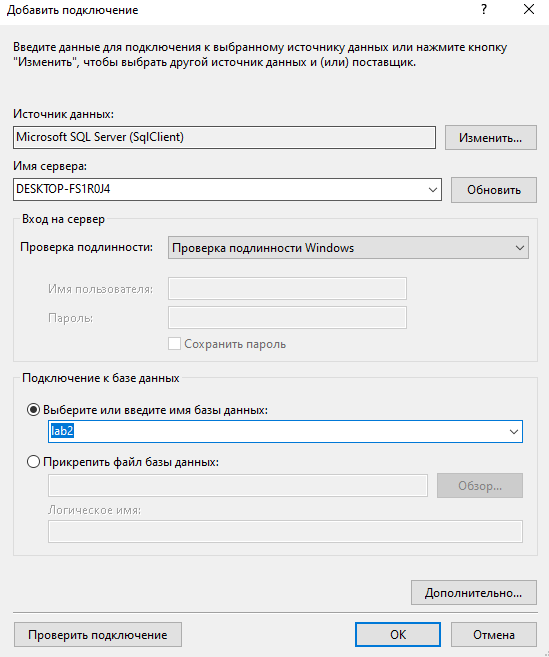 Добавить подключение
Введите данные для подключения к выбранному источнику данных или нажмите кнопку
"Изменить", чтобы выбрать другой источник данных и (или) поставщик.
Источник данных:
Microsoft SQL Server (SqlClient)
Изменить...
Имя сервера:
DESKTOP-FS1R0J4
Обновить
Вход на сервер
Проверка подлинности:
Проверка подлинности Windows
Имя пользователя:
Пароль:
Сохранить пароль
Подключение к базе данных
Выберите или введите имя базы данных:
lab2
Прикрепить файл базы данных:
Обзор...
Логическое имя:
Дополнительно...
Проверить подключение
ОК
Отмена